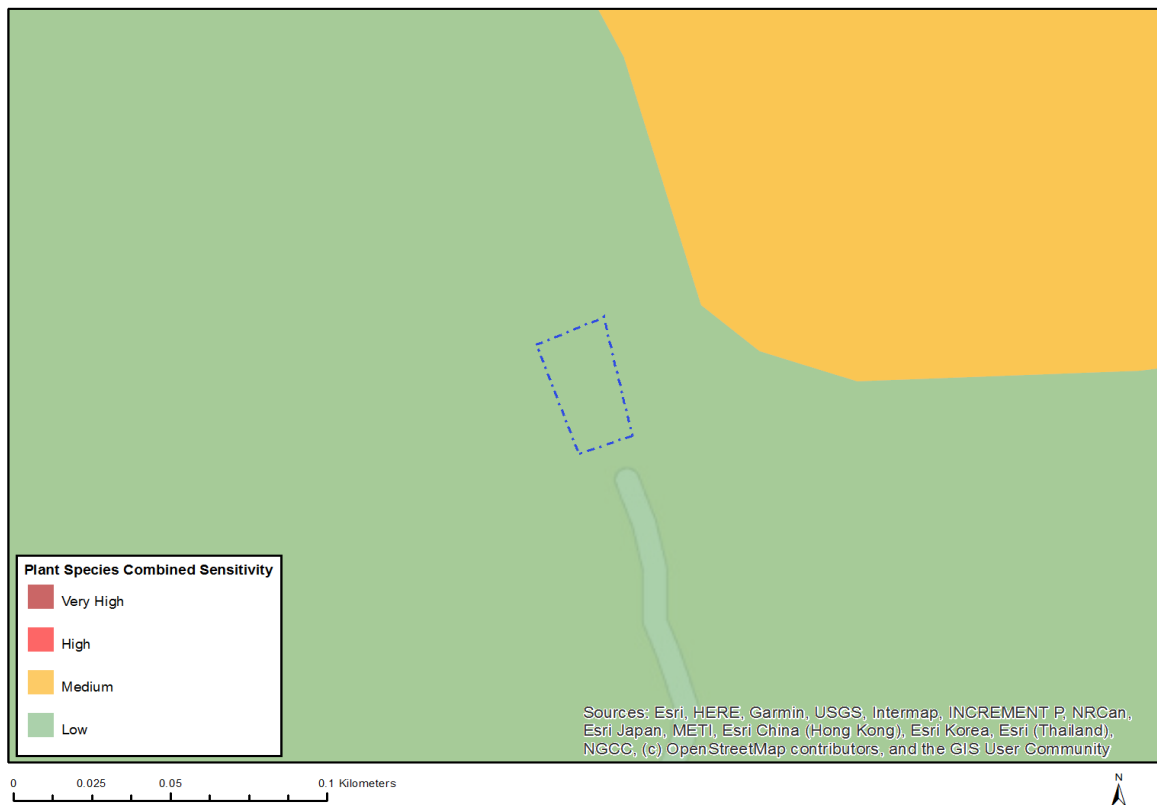 Plant Species Combined Sensitivity
Very High
High
Medium
Low
Sources: Esri, HERE, Garmin, USGS, Intermap, INCREMENT P, NRCan,
Esri Japan, METI, Esri China (Hong Kong), Esri Korea, Esri (Thailand),
NGCC, (c) OpenStreetMap contributors, and the GIS User Community
0 0.025 0.05 0.1 Kilometers
N